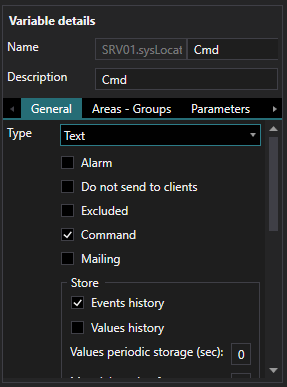 Variable details
Name SRV01.sysLocat Cmd
Description Cmd
General Areas - Groups Parameters
Type Text
Alarm
Do not send to clients
Excluded
Command
Mailing
Store
Events history
Values history
Values periodic storage (sec): 0